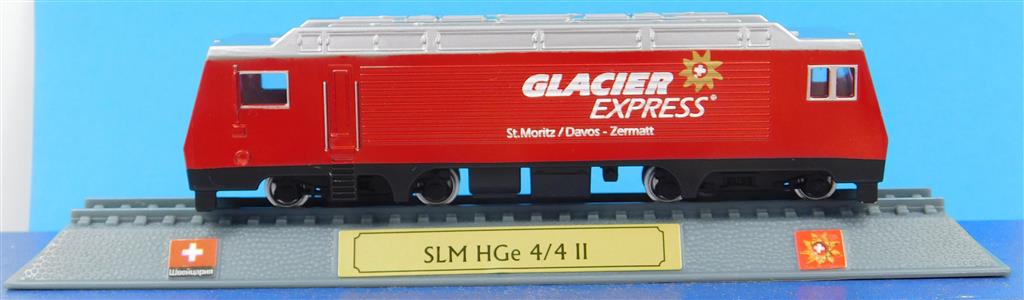 GLACIER
EXPRESS®
St.Moritz / Davos - Zermatt
SLM HGe 4/4 II
Швейцария